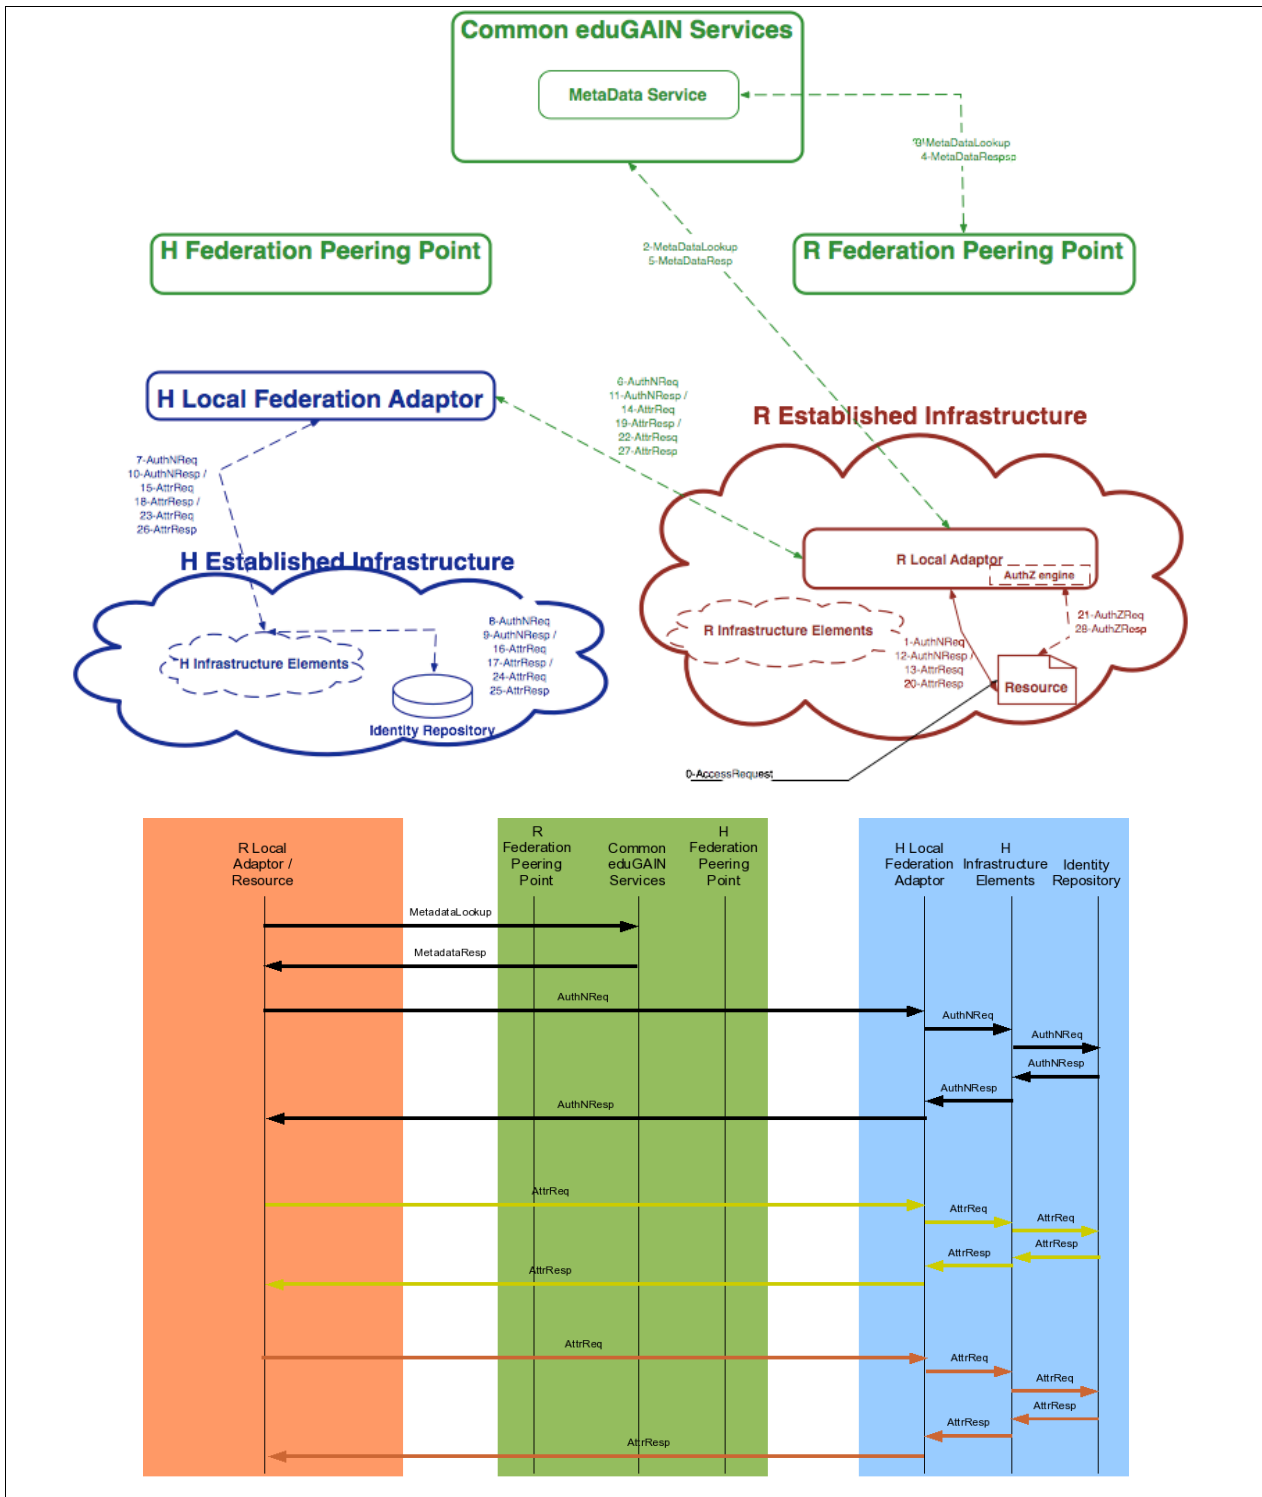 Common eduGAIN Services
MetaData Service
MetaDataLookup
4-MetaDataRespsp
H Federation Peering Point
2-MetaDataLookup
5-MetaDataResp
R Federation Peering Point
H Local Federation Adaptor
6-AuthNReq
11-AuthNResp /
14-AttrReq
19-AttrResp /
22-AttrResq
27-AttrResp
R Established Infrastructure
7-AuthNReq
10-AuthNResp /
15-AttrReq
18-AttrResp /
23-AttrReq
26-AttrResp
H Established Infrastructure
R Local Adaptor
AuthZ engine
8-AuthNReq
9-AuthNResp /
16-AttrReq
17-AttrResp /
24-AttrReq
25-AttrResp
H Infrastructure Elements
Identity Repository
R Infrastructure Elements
1-AuthNReq
12-AuthNResp /
13-AttrResq
20-AttrResp
21-AuthZReq
28-AuthZResp
Resource
0-AccessRequest
R Local
Adaptor /
Resource
R
Federation
Peering
Point
Common
eduGAIN
Services
H
Federation
Peering
Point
H Local
Federation
Adaptor
H
Infrastructure
Elements
Identity
Repository
MetadataLookup
MetadataResp
AuthNReq
AuthNReq
AuthNReq
AuthNResp
AuthNResp
AuthNResp
AttrReq
AttrReq
AttrReq
AttrResp
AttrResp
AttrResp
AttrReq
AttrReq
AttrReq
AttrResp
AttrResp
AttrResp